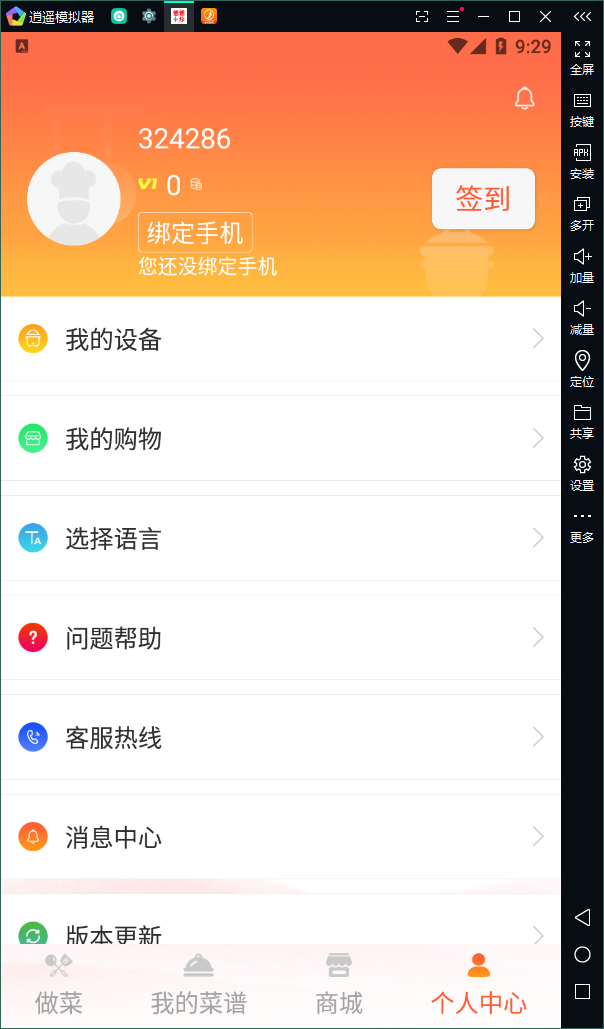 逍遥模拟器
9:29
324286
V1 0
签到
绑定手机
您还没绑定手机
我的设备
我的购物
选择语言
问题帮助
客服热线
消息中心
版本更新
做菜
我的菜谱
商城
个人中心
全屏
按键
安装
多开
加量
减量
定位
共享
设置
更多